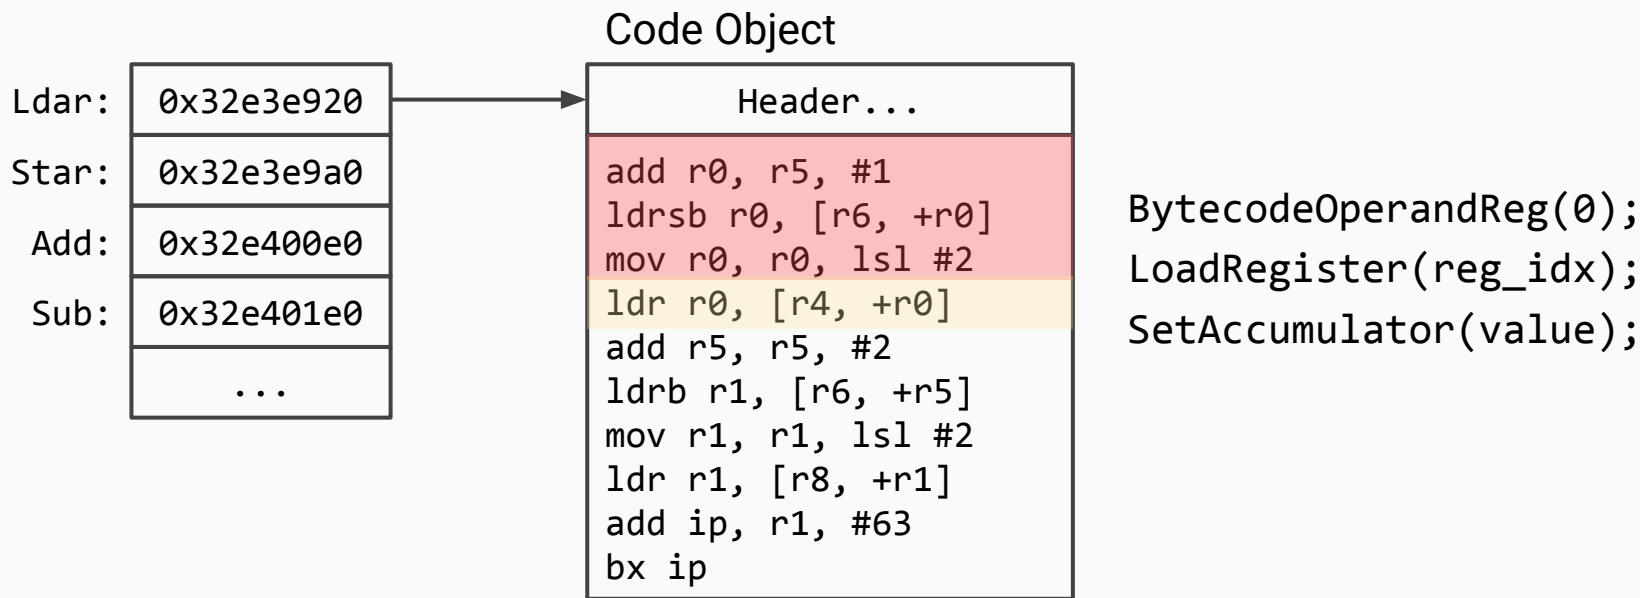 Code Object
Ldar: 0x32e3e920
Star: 0x32e3e9a0
Add: 0x32e400e0
Sub: 0x32e401e0
...
Header...
add r0, r5, #1
ldrsb r0, [r6, +r0]
mov r0, r0, lsl #2
ldr r0, [r4, +r0]
add r5, r5, #2
ldrb r1, [r6, +r5]
mov r1, r1, lsl #2
ldr r1, [r8, +r1]
add ip, r1, #63
bx ip
BytecodeOperandReg(0);
LoadRegister(reg_idx);
SetAccumulator(value);